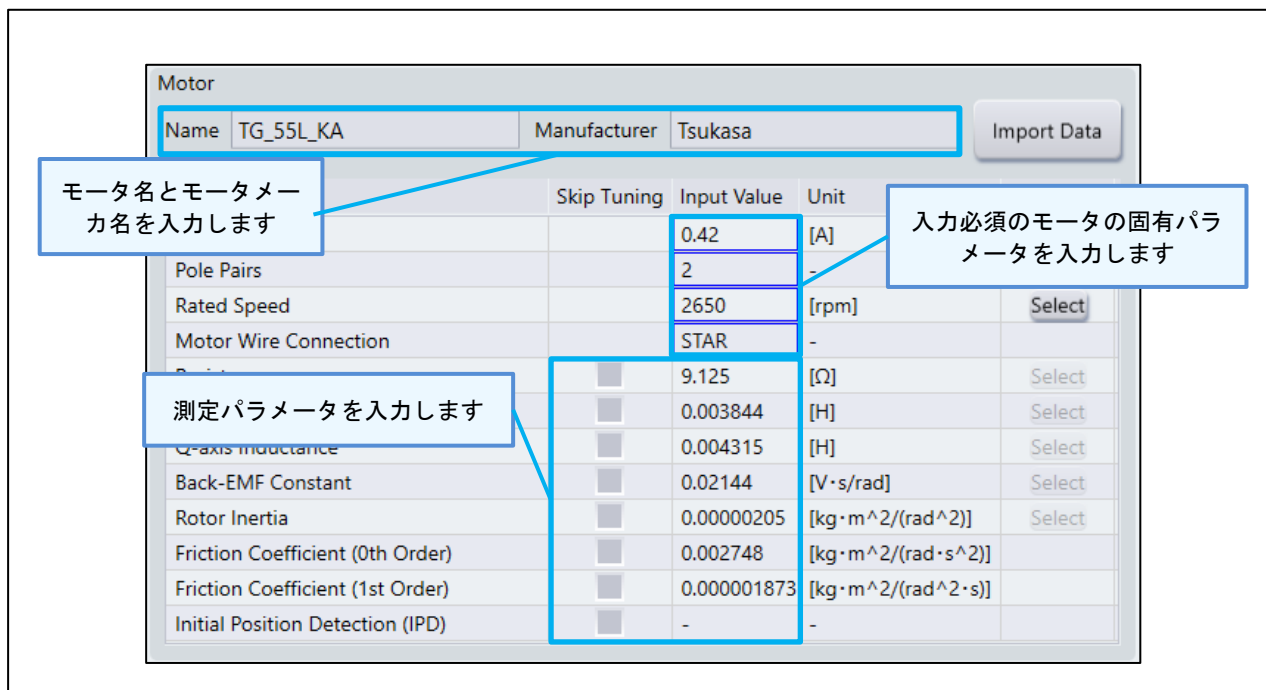 Motor
Name TG_55L_KA Manufacturer Tsukasa Import Data
モータ名とモータメー
カ名を入力します
Skip Tuning Input Value Unit
入力必須のモータの固有パラ
メータを入力します
0.42 [A]
Pole Pairs 2 -
Rated Speed 2650 [rpm] Select
Motor Wire Connection STAR -
9.125 [Ω] Select
測定パラメータを入力します
0.003844 [H] Select
Q-axis Inductance 0.004315 [H] Select
Back-EMF Constant 0.02144 [V･s/rad] Select
Rotor Inertia 0.00000205 [kg･m^2/(rad^2)] Select
Friction Coefficient (0th Order) 0.002748 [kg･m^2/(rad･s^2)]
Friction Coefficient (1st Order) 0.000001873 [kg･m^2/(rad^2･s)]
Initial Position Detection (IPD) - -